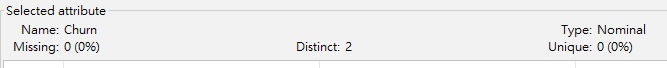 Selected attribute
Name: Churn Type: Nominal
Missing: 0 (0%) Distinct: 2 Unique: 0 (0%)